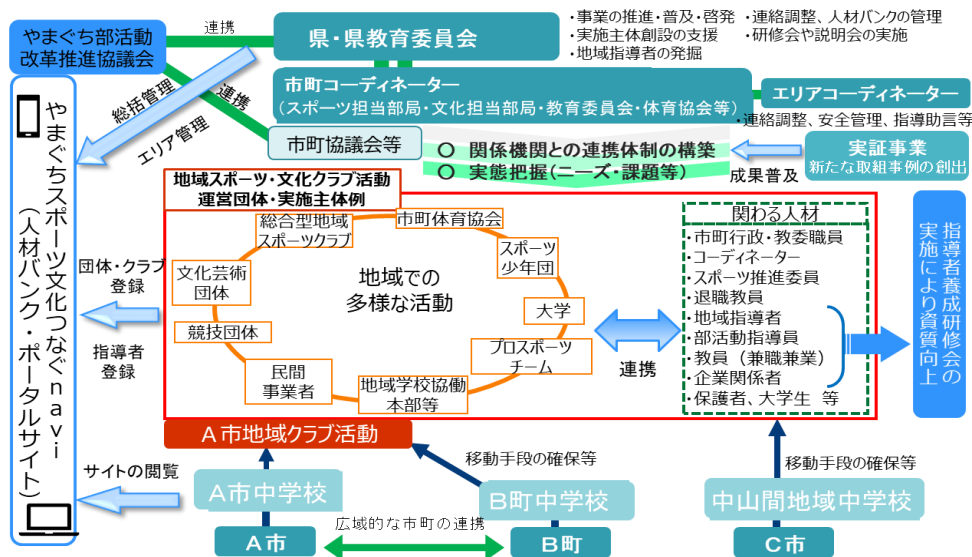 やまぐち部活動
改革推進協議会
連携
県・県教育委員会
・事業の推進・普及・啓発
・実施主体創設の支援
・地域指導者の発掘
・連絡調整、人材バンクの管理
・研修会や説明会の実施
市町コーディネーター
(スポーツ担当部局・文化担当部局・教育委員会・体育協会等)
エリアコーディネーター
・連絡調整、安全管理、指導助言等
総括管理
連携
エリア管理
市町協議会等
○ 関係機関との連携体制の構築
○ 実態把握(ニーズ・課題等)
成果普及
実証事業
新たな取組事例の創出
やまぐちスポーツ文化つなぐnavi
(人材バンク・ポータルサイト)
団体・クラブ
登録
指導者
登録
サイトの閲覧
地域スポーツ・文化クラブ活動
運営団体・実施主体例
総合型地域
スポーツクラブ
市町体育協会
スポーツ
少年団
大学
プロスポーツ
チーム
地域学校協働
本部等
民間
事業者
競技団体
文化芸術
団体
地域での
多様な活動
連携
関わる人材
・市町行政・教委職員
・コーディネーター
・スポーツ推進委員
・退職教員
・地域指導者
・部活動指導員
・教員(兼職兼業)
・企業関係者
・保護者、大学生 等
指導者養成研修会の
実施により資質向上
A市地域クラブ活動
移動手段の確保等
移動手段の確保等
A市中学校
B町中学校
中山間地域中学校
広域的な市町の連携
A市
B町
C市